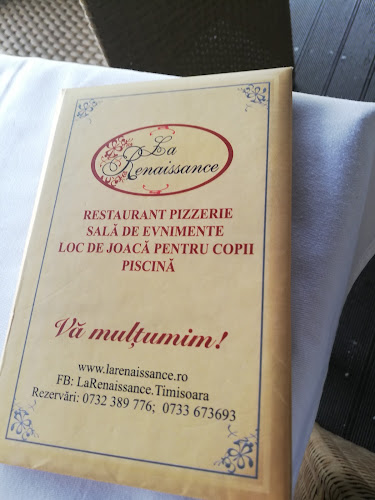 La
Renaissance
RESTAURANT PIZZERIE
SALĂ DE EVNIMENTE
LOC DE JOACĂ PENTRU COPII
PISCINĂ
Vă mulțumim!
www.larenaissance.ro
FB: LaRenaissance.Timisoara
Rezervări: 0732 389 776; 0733 673693